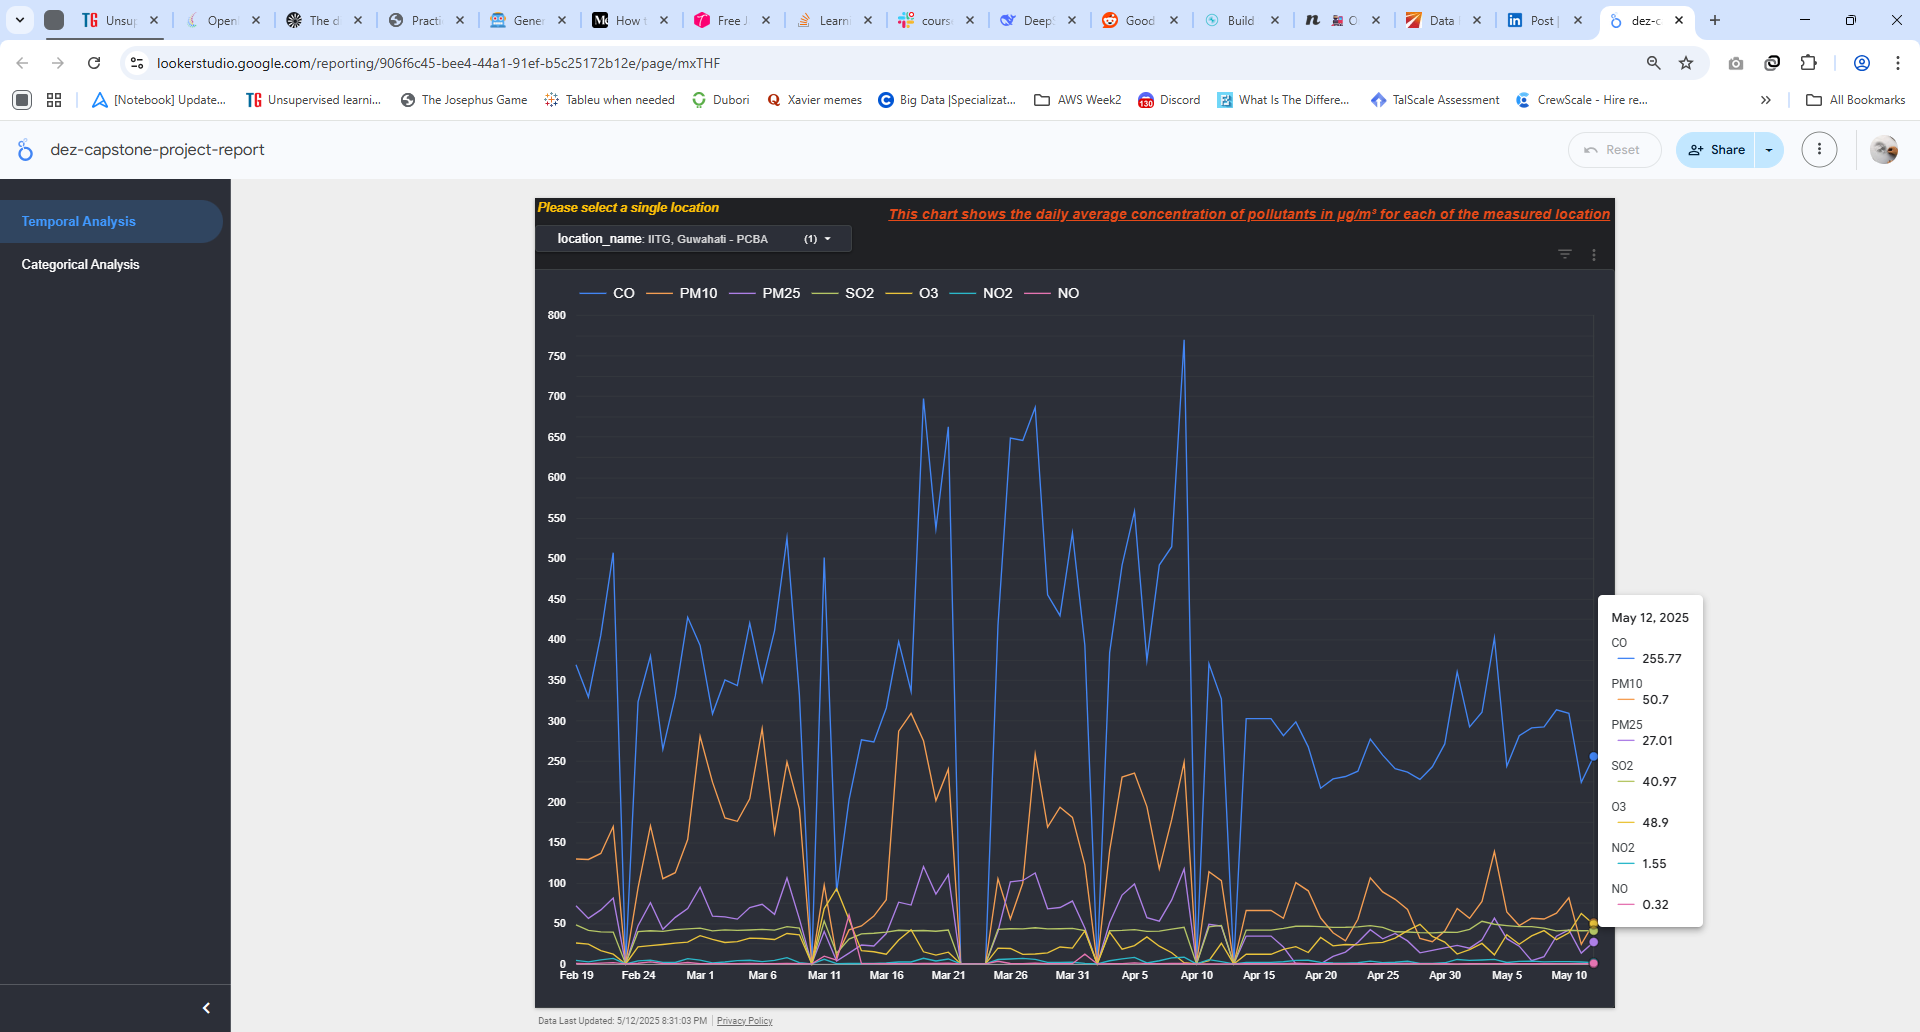 Unsup
Open
The d
Practi
Gener
How t
Free J
Learni
cours
DeepS
Good
Build
Data
Post |
dez-c
lookerstudio.google.com/reporting/906f6c45-bee4-44a1-91ef-b5c25172b12e/page/mxTHF
[Notebook] Update...
Unsupervised learni...
The Josephus Game
Tableu when needed
Dubori
Xavier memes
Big Data |Specializat...
AWS Week2
Discord
What Is The Differe...
TalScale Assessment
CrewScale - Hire re...
All Bookmarks
dez-capstone-project-report
Reset
Share
Temporal Analysis
Categorical Analysis
Please select a single location
This chart shows the daily average concentration of pollutants in µg/m³ for each of the measured location
location_name: IITG, Guwahati - PCBA (1)
CO PM10 PM25 SO2 O3 NO2 NO
800
750
700
650
600
550
500
450
400
350
300
250
200
150
100
50
0
Feb 19 Feb 24 Mar 1 Mar 6 Mar 11 Mar 16 Mar 21 Mar 26 Mar 31 Apr 5 Apr 10 Apr 15 Apr 20 Apr 25 Apr 30 May 5 May 10
May 12, 2025
CO
255.77
PM10
50.7
PM25
27.01
SO2
40.97
O3
48.9
NO2
1.55
NO
0.32
Data Last Updated: 5/12/2025 8:31:03 PM
Privacy Policy